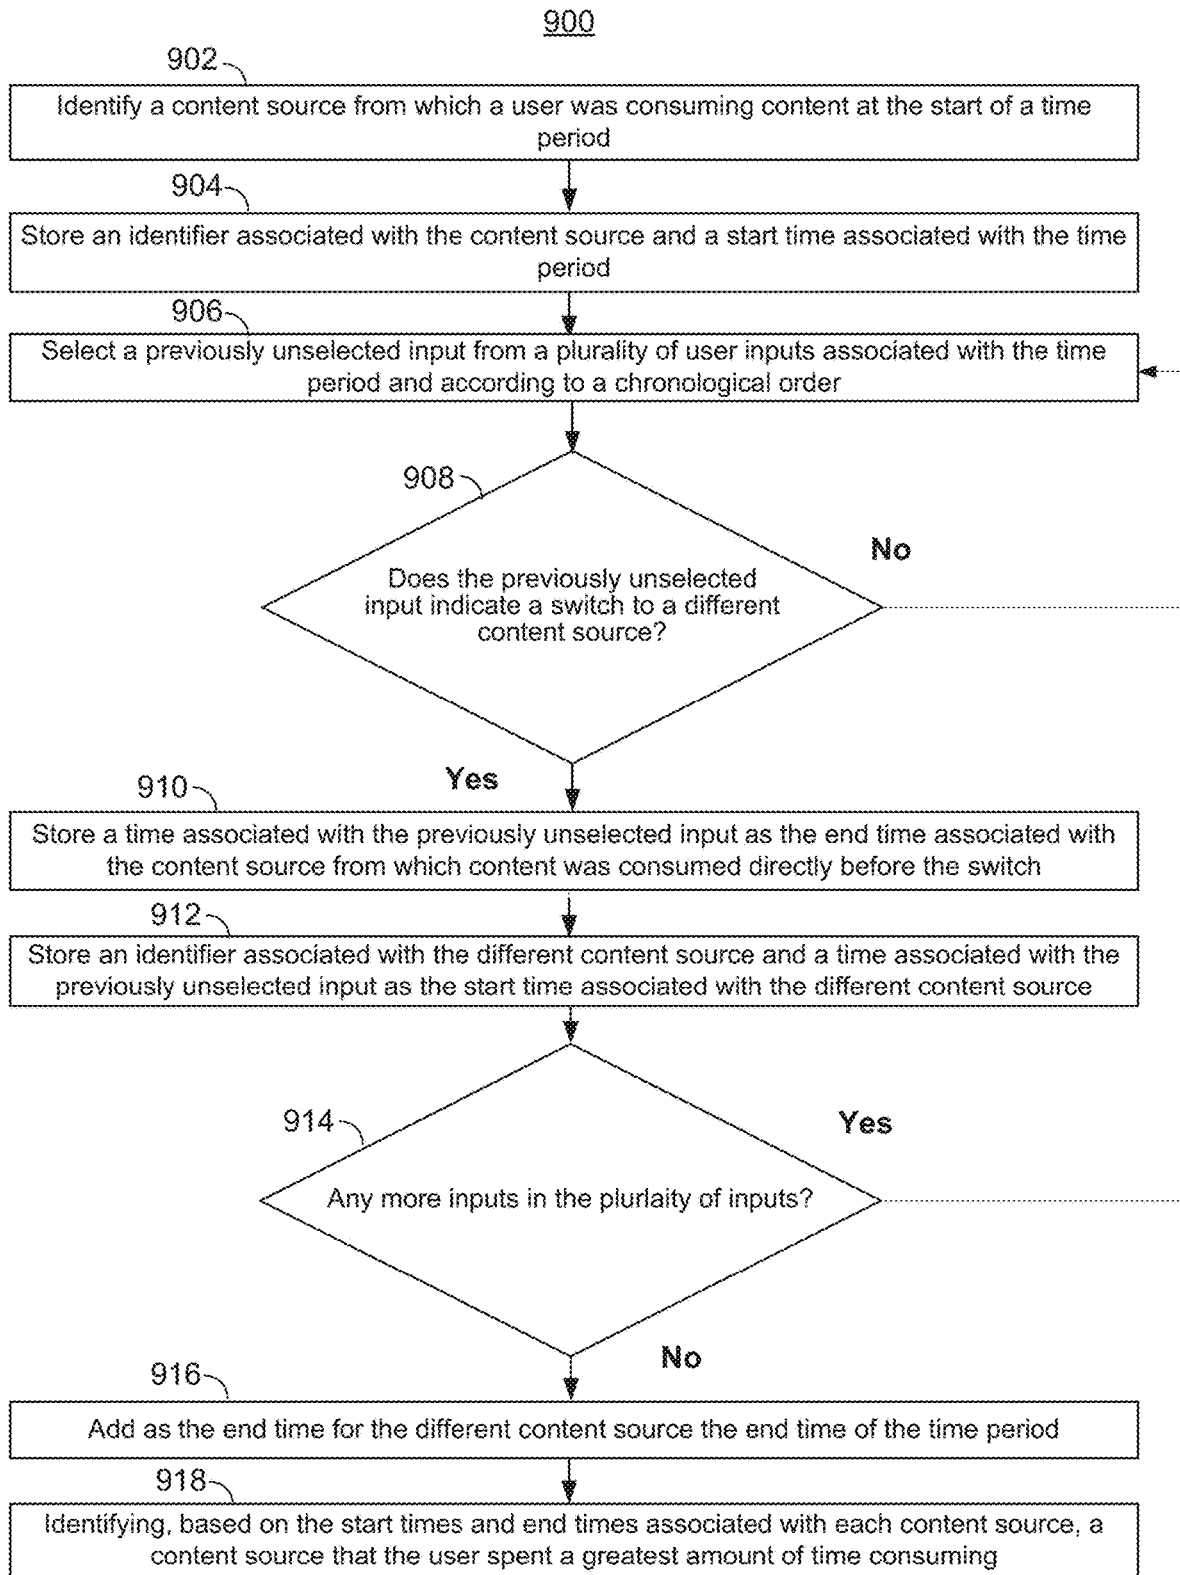 900
902
Identify a content source from which a user was consuming content at the start of a time
period
904
Store an identifier associated with the content source and a start time associated with the time
period
906
Select a previously unselected input from a plurality of user inputs associated with the time
period and according to a chronological order
908
No
Does the previously unselected
input indicate a switch to a different
content source?
Yes
910
Store a time associated with the previously unselected input as the end time associated with
the content source from which content was consumed directly before the switch
912
Store an identifier associated with the different content source and a time associated with the
previously unselected input as the start time associated with the different content source
914
Yes
Any more inputs in the plurlaity of inputs?
No
916
Add as the end time for the different content source the end time of the time period
918
Identifying, based on the start times and end times associated with each content source, a
content source that the user spent a greatest amount of time consuming